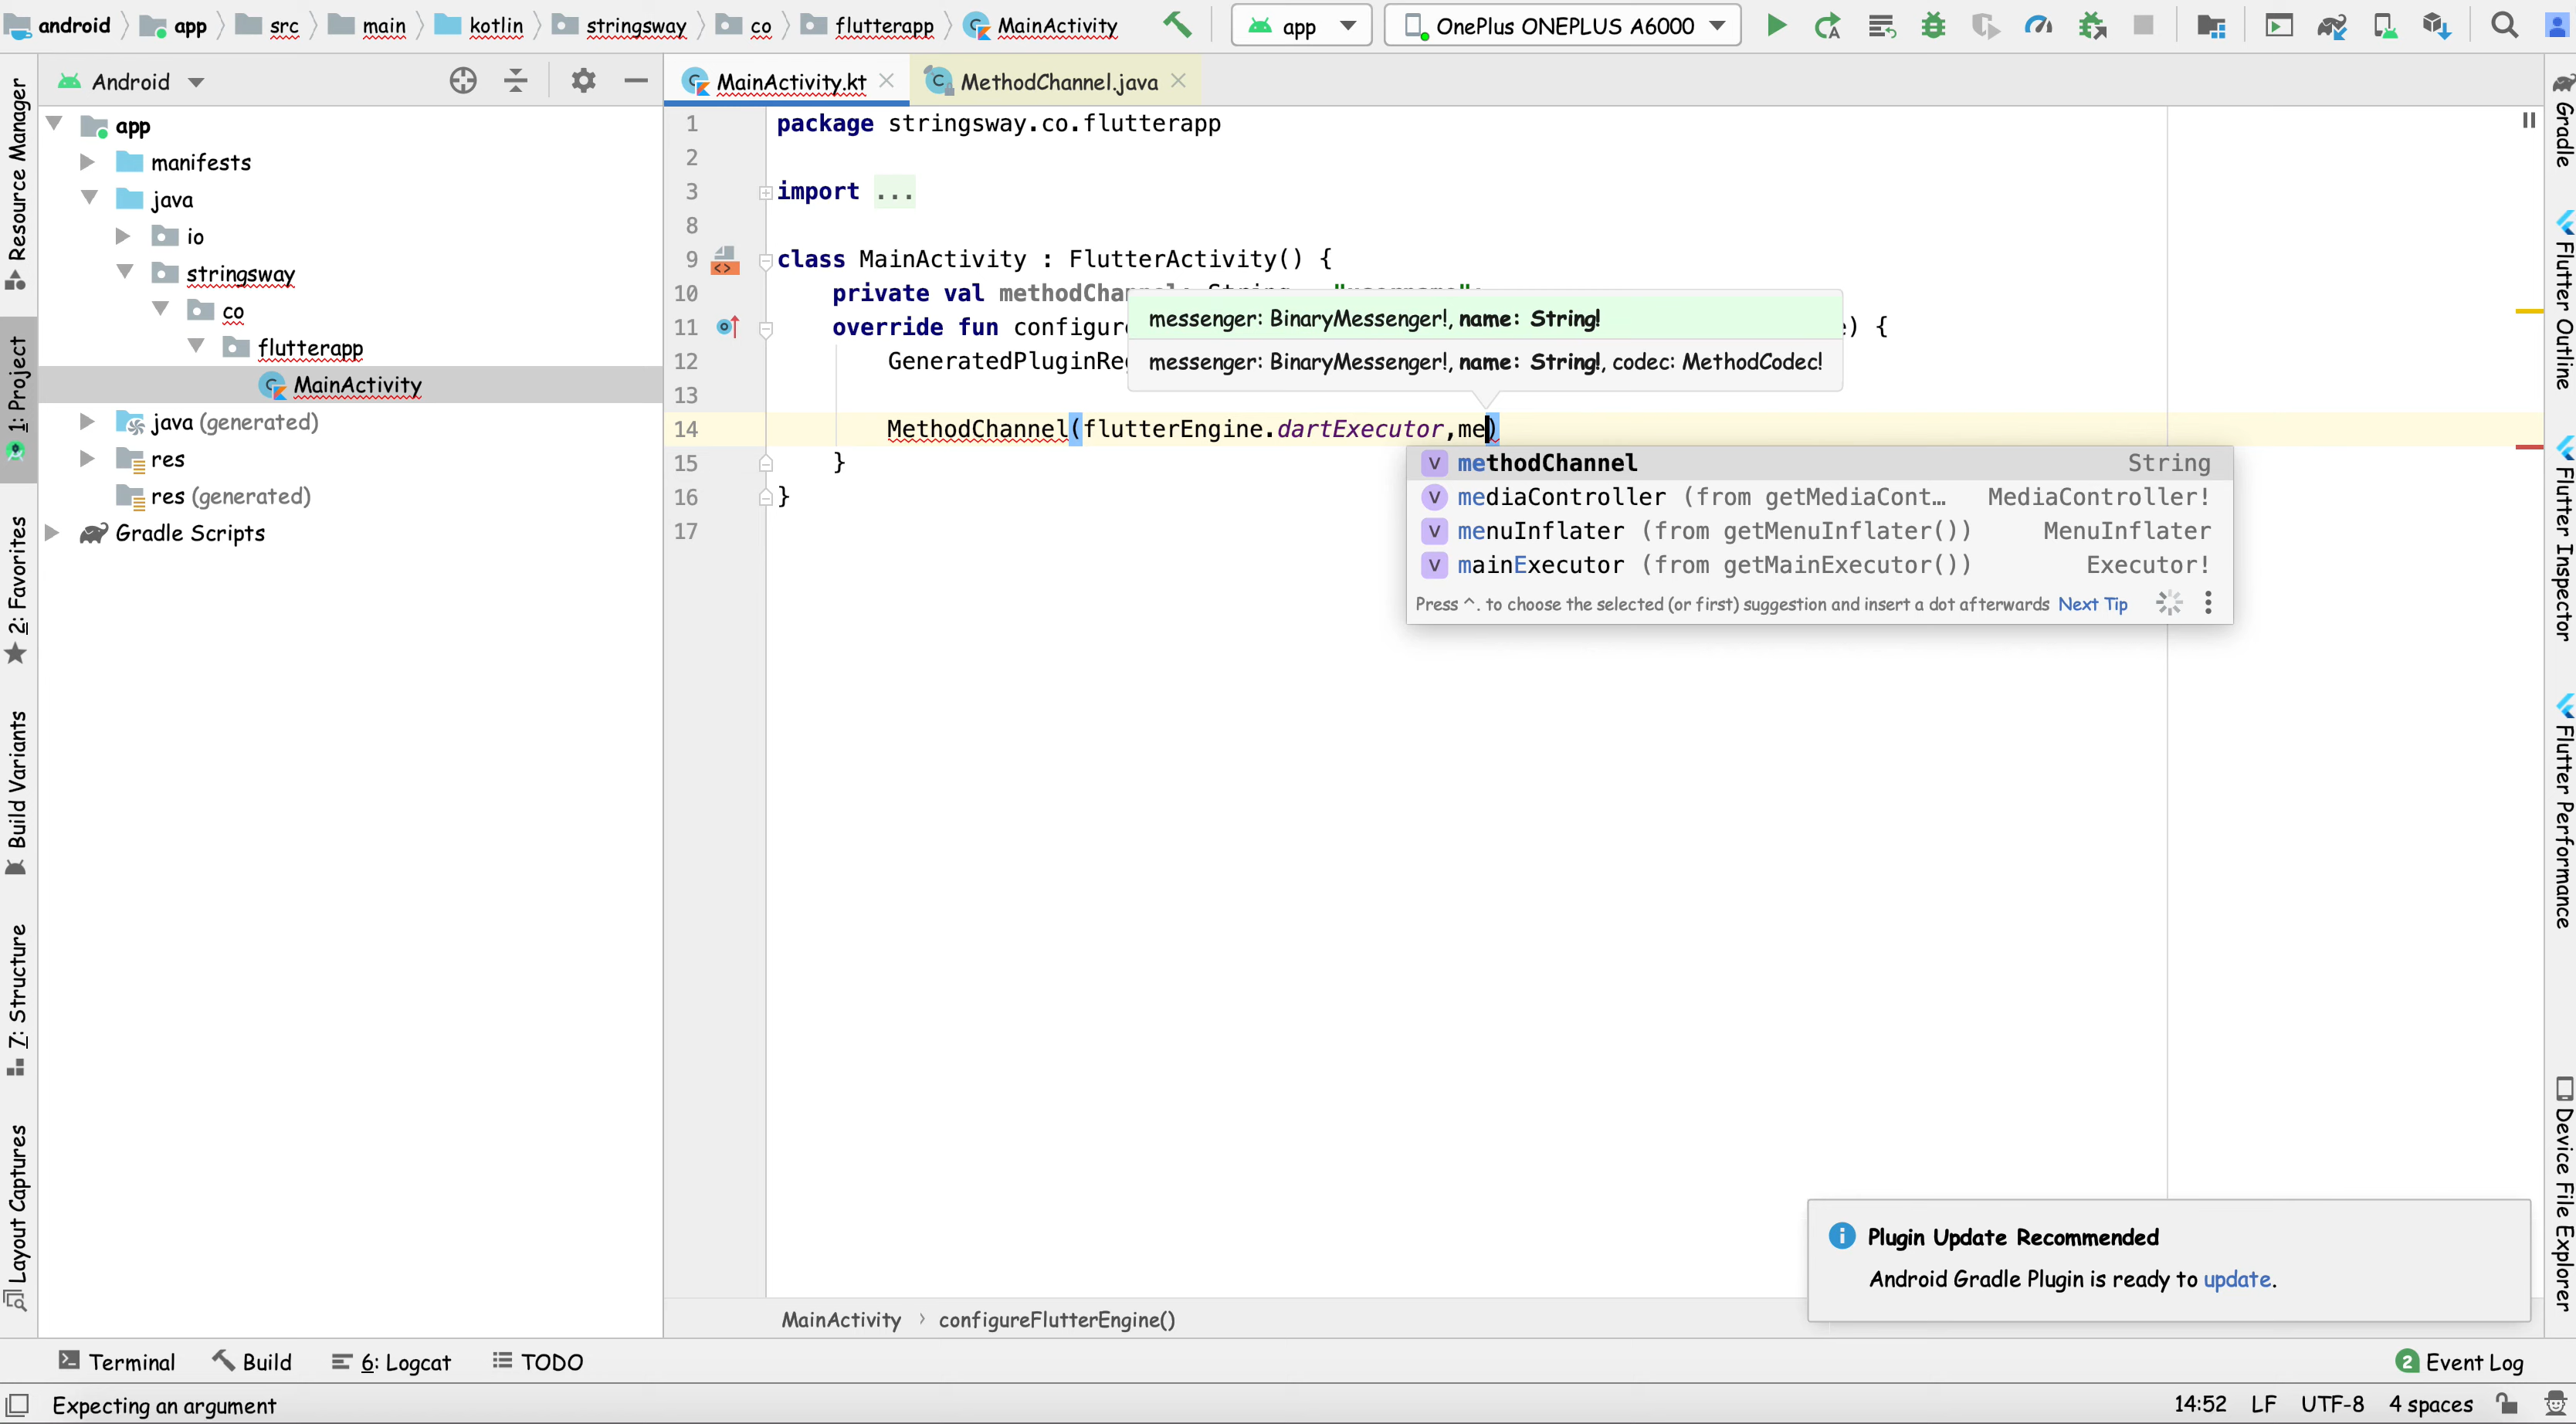 android app src main kotlin stringsway co flutterapp MainActivity app OnePlus ONEPLUS A6000
Android
MainActivity.kt MethodChannel.java
Resource Manager
1: Project
2: Favorites
Build Variants
7: Structure
Layout Captures
app
manifests
java
io
stringsway
co
flutterapp
MainActivity
java (generated)
res
res (generated)
Gradle Scripts
1 package stringsway.co.flutterapp
2
3 import ...
8
9 class MainActivity : FlutterActivity() {
10 private val methodCha
11 override fun configure ) {
12 GeneratedPluginReg
13
14 MethodChannel(flutterEngine.dartExecutor,me)
15 }
16 }
17
messenger: BinaryMessenger!, name: String!
messenger: BinaryMessenger!, name: String!, codec: MethodCodec!
methodChannel String
mediaController (from getMediaCont… MediaController!
menuInflater (from getMenuInflater()) MenuInflater
mainExecutor (from getMainExecutor()) Executor!
Press ^. to choose the selected (or first) suggestion and insert a dot afterwards Next Tip
Gradle
Flutter Outline
Flutter Inspector
Flutter Performance
Device File Explorer
Plugin Update Recommended
Android Gradle Plugin is ready to update.
MainActivity › configureFlutterEngine()
Terminal Build 6: Logcat TODO 2 Event Log
Expecting an argument 14:52 LF UTF-8 4 spaces